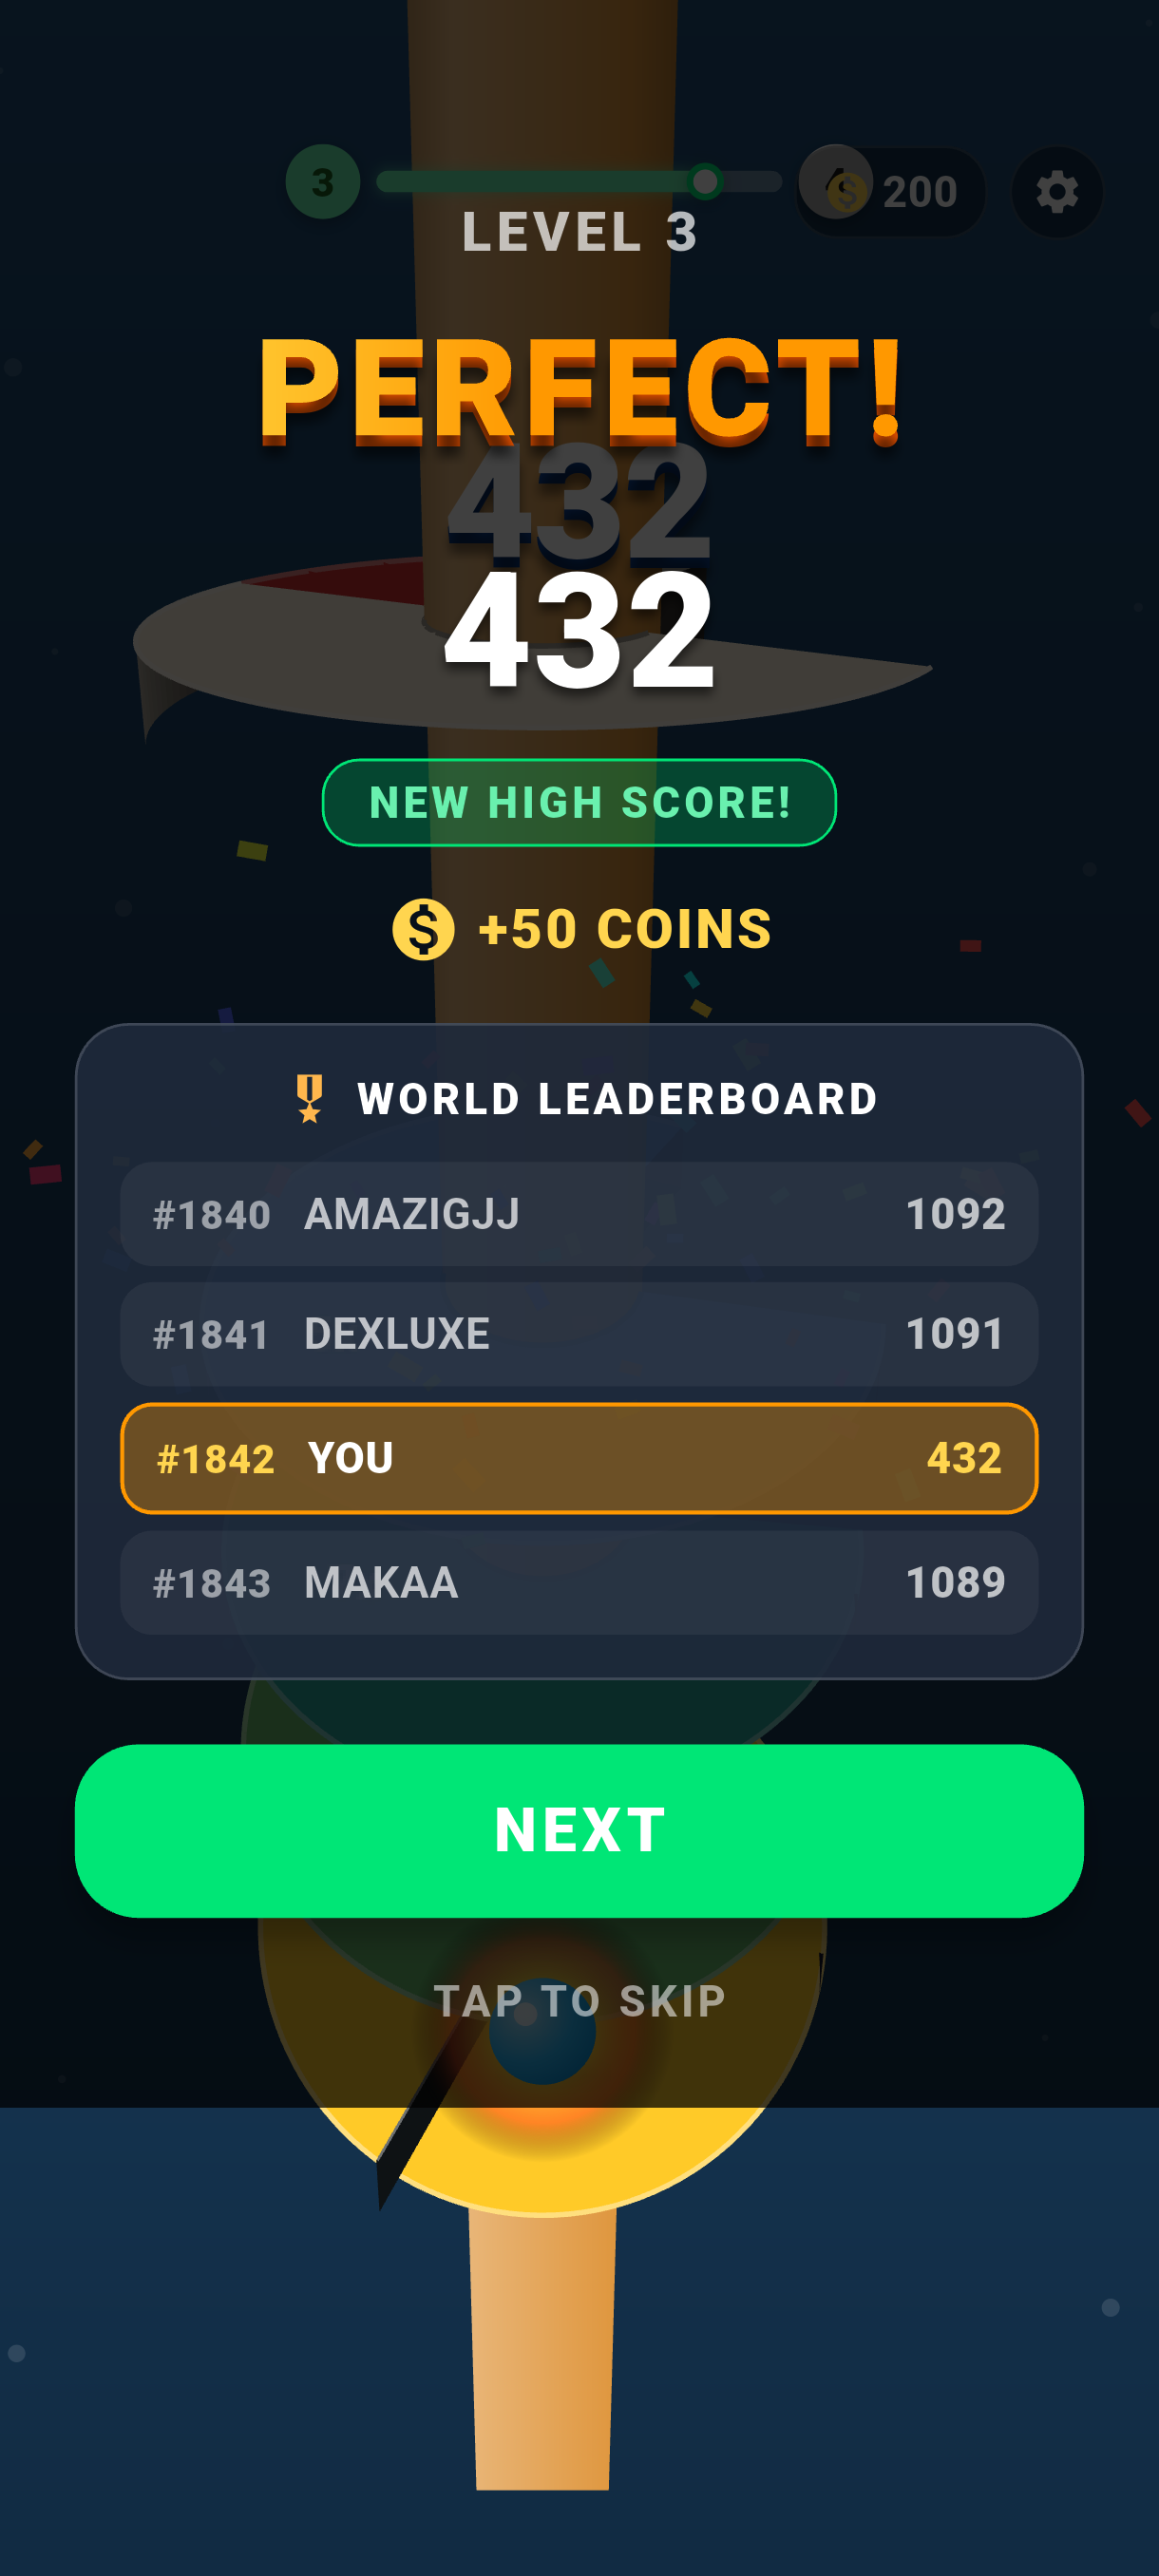 3 200
LEVEL 3
PERFECT!
432
432
NEW HIGH SCORE!
$ +50 COINS
WORLD LEADERBOARD
#1840 AMAZIGJJ 1092
#1841 DEXLUXE 1091
#1842 YOU 432
#1843 MAKAA 1089
NEXT
TAP TO SKIP